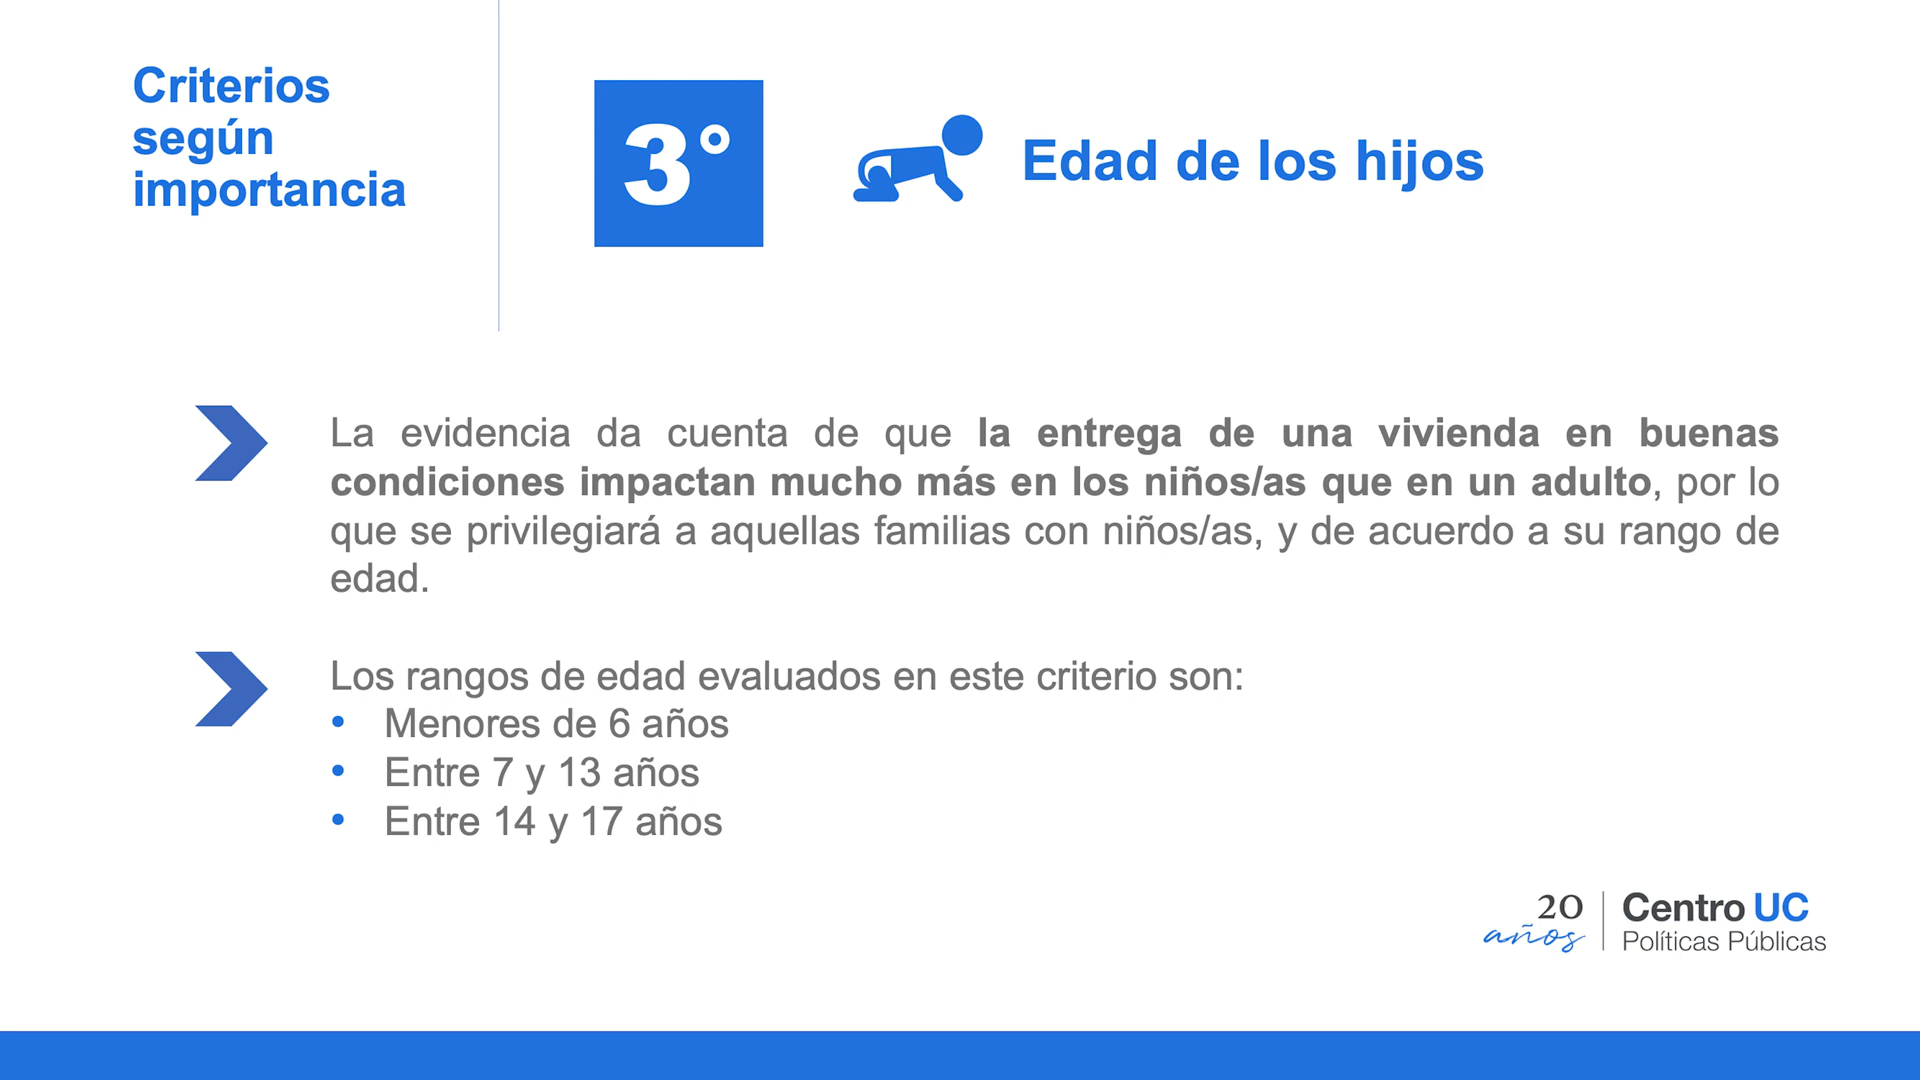 Criterios
según
importancia
3°
Edad de los hijos
La evidencia da cuenta de que la entrega de una vivienda en buenas
condiciones impactan mucho más en los niños/as que en un adulto, por lo
que se privilegiará a aquellas familias con niños/as, y de acuerdo a su rango de
edad.
Los rangos de edad evaluados en este criterio son:
• Menores de 6 años
• Entre 7 y 13 años
• Entre 14 y 17 años
20
años
Centro UC
Políticas Públicas